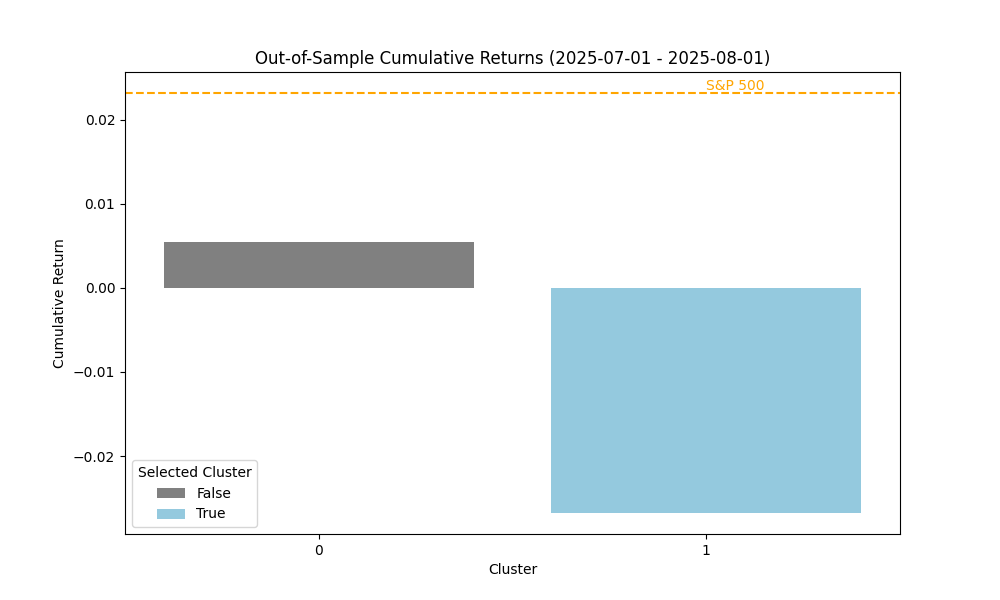 Out-of-Sample Cumulative Returns (2025-07-01 - 2025-08-01)
S&P 500
0.02
0.01
0.00
−0.01
−0.02
Cumulative Return
Selected Cluster
False
True
0
1
Cluster